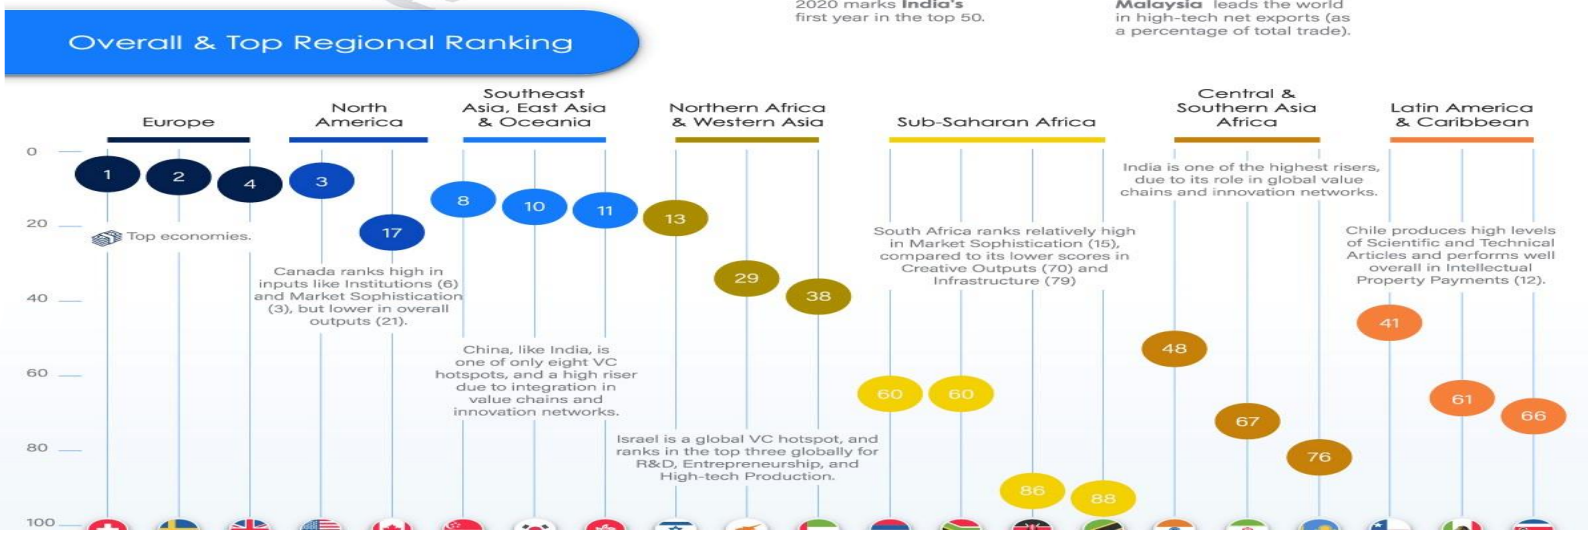 2020 marks India's
first year in the top 50.
Malaysia leads the world
in high-tech net exports (as
a percentage of total trade).
Overall & Top Regional Ranking
Europe
North
America
Southeast
Asia, East Asia
& Oceania
Northern Africa
& Western Asia
Sub-Saharan Africa
Central &
Southern Asia
Africa
Latin America
& Caribbean
0
20
40
60
80
100
1
2
4
3
17
8
10
11
13
29
38
60
60
86
88
48
67
76
41
61
66
Top economies.
Canada ranks high in
inputs like Institutions (6)
and Market Sophistication
(3), but lower in overall
outputs (21).
China, like India, is
one of only eight VC
hotspots, and a high riser
due to integration in
value chains and
innovation networks.
Israel is a global VC hotspot, and
ranks in the top three globally for
R&D, Entrepreneurship, and
High-tech Production.
South Africa ranks relatively high
in Market Sophistication (15),
compared to its lower scores in
Creative Outputs (70) and
Infrastructure (79)
India is one of the highest risers,
due to its role in global value
chains and innovation networks.
Chile produces high levels
of Scientific and Technical
Articles and performs well
overall in Intellectual
Property Payments (12).